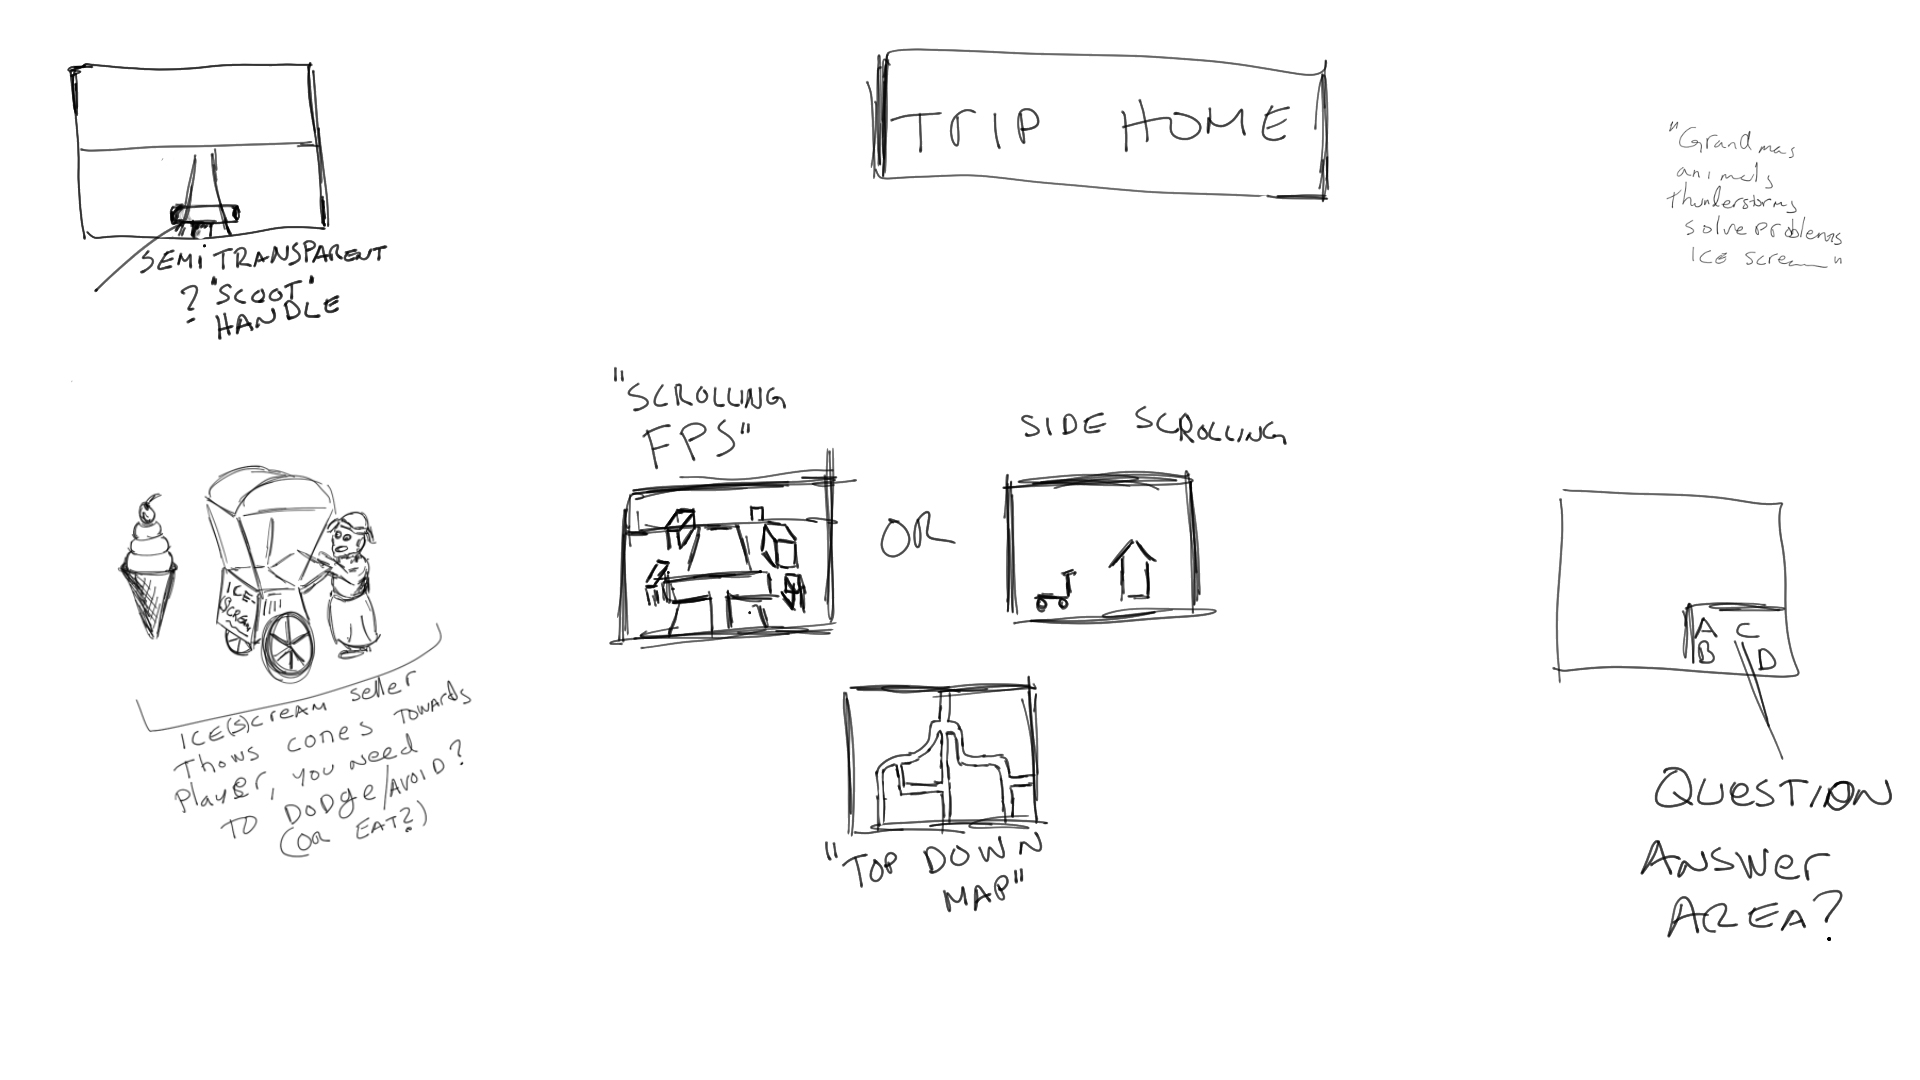 TRIP HOME
"Grandmas
animals
thunderstorms
solve problems
ICE scream"
SEMI TRANSPARENT
? "SCOOT"
HANDLE
"SCROLLING
FPS"
OR
SIDE SCROLLING
ICE-
(S)CREAM
ICE(S)CREAM seller
Thows cones TOWARDS
Player, you need
TO DODge/AVOID?
(OR EAT?)
"TOP DOWN
MAP"
A C
B D
QUESTION
ANSWER
AREA?